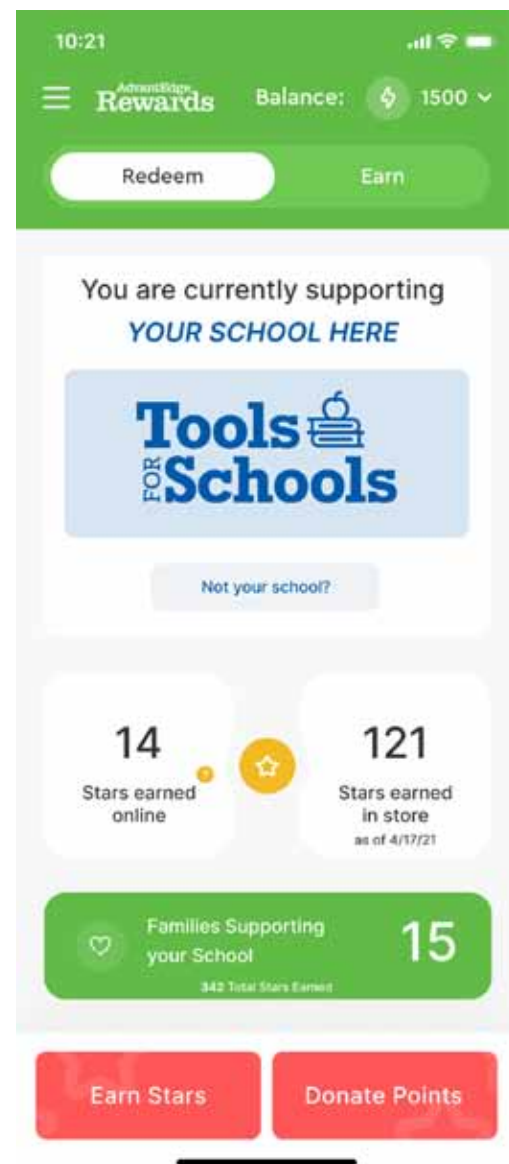 10:21
AdvantEdge
Rewards
Balance: 1500
Redeem Earn
You are currently supporting
YOUR SCHOOL HERE
Tools
FOR Schools
Not your school?
14
Stars earned
online
?
121
Stars earned
in store
as of 4/17/21
Families Supporting
your School
15
342 Total Stars Earned
Earn Stars
Donate Points